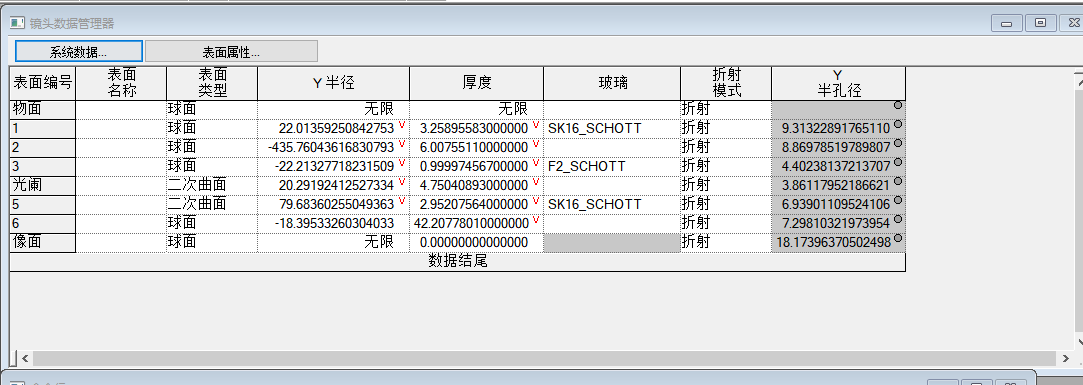 镜头数据管理器
系统数据... 表面属性...
表面编号 表面名称 表面类型 Y 半径 厚度 玻璃 折射模式 Y半孔径
物面 球面 无限 无限 折射
1 球面 22.01359250842753 V 3.25895583000000 V SK16_SCHOTT 折射 9.31322891765110
2 球面 -435.76043616830793 V 6.00755110000000 V 折射 8.86978519789807
3 球面 -22.21327718231509 V 0.99997456700000 V F2_SCHOTT 折射 4.40238137213707
光阑 二次曲面 20.29192412527334 V 4.75040893000000 V 折射 3.86117952186621
5 二次曲面 79.68360255049363 V 2.95207564000000 V SK16_SCHOTT 折射 6.93901109524106
6 球面 -18.39533260304033 42.20778010000000 V 折射 7.29810321973954
像面 球面 无限 0.00000000000000 折射 18.17396370502498
数据结尾